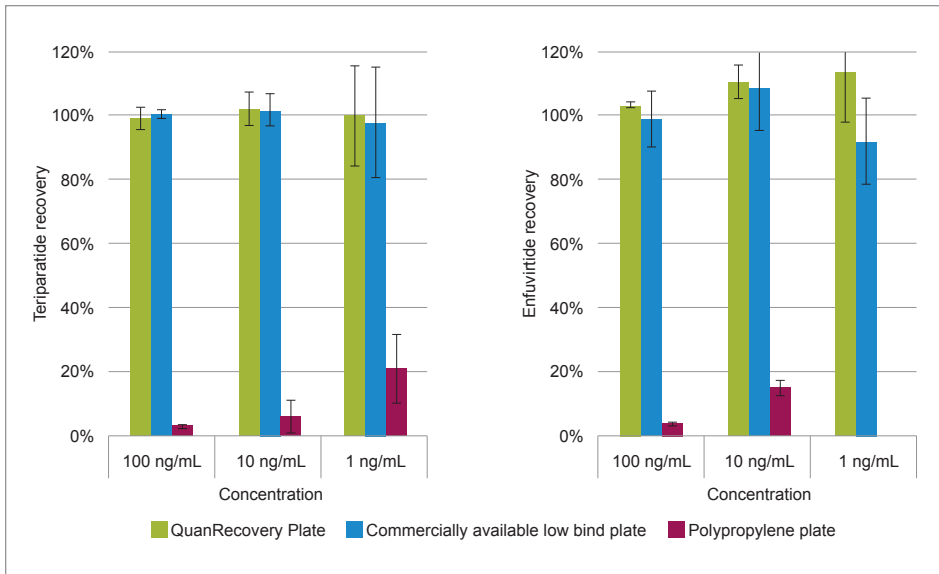 120%
100%
80%
60%
40%
20%
0%
Teriparatide recovery
100 ng/mL
10 ng/mL
1 ng/mL
Concentration
120%
100%
80%
60%
40%
20%
0%
Enfuvirtide recovery
100 ng/mL
10 ng/mL
1 ng/mL
Concentration
QuanRecovery Plate
Commercially available low bind plate
Polypropylene plate